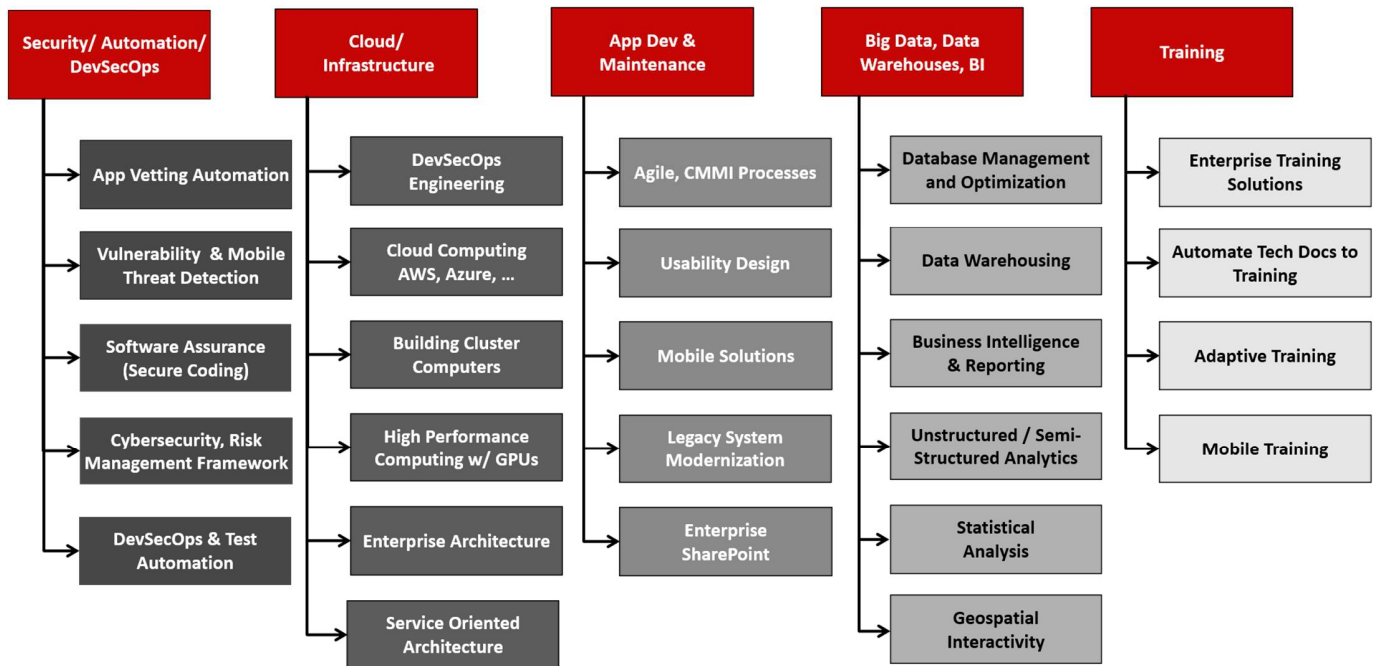 Security/ Automation/
DevSecOps
App Vetting Automation
Vulnerability & Mobile
Threat Detection
Software Assurance
(Secure Coding)
Cybersecurity, Risk
Management Framework
DevSecOps & Test
Automation
Cloud/
Infrastructure
DevSecOps
Engineering
Cloud Computing
AWS, Azure, ...
Building Cluster
Computers
High Performance
Computing w/ GPUs
Enterprise Architecture
Service Oriented
Architecture
App Dev &
Maintenance
Agile, CMMI Processes
Usability Design
Mobile Solutions
Legacy System
Modernization
Enterprise
SharePoint
Big Data, Data
Warehouses, BI
Database Management
and Optimization
Data Warehousing
Business Intelligence
& Reporting
Unstructured / Semi-
Structured Analytics
Statistical
Analysis
Geospatial
Interactivity
Training
Enterprise Training
Solutions
Automate Tech Docs to
Training
Adaptive Training
Mobile Training